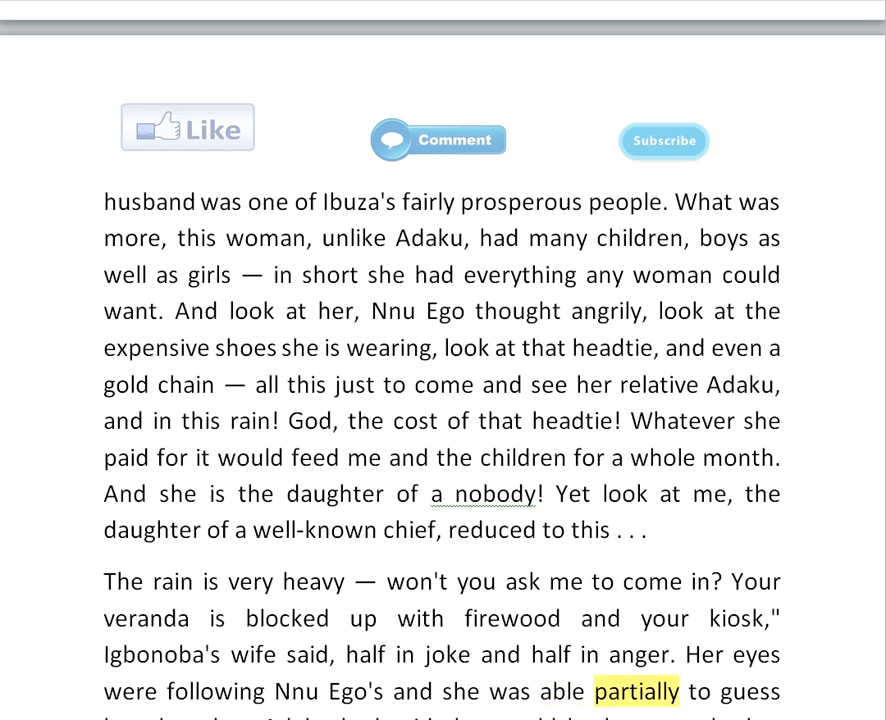 Like
Comment
Subscribe
husband was one of Ibuza's fairly prosperous people. What was
more, this woman, unlike Adaku, had many children, boys as
well as girls — in short she had everything any woman could
want. And look at her, Nnu Ego thought angrily, look at the
expensive shoes she is wearing, look at that headtie, and even a
gold chain — all this just to come and see her relative Adaku,
and in this rain! God, the cost of that headtie! Whatever she
paid for it would feed me and the children for a whole month.
And she is the daughter of a nobody! Yet look at me, the
daughter of a well-known chief, reduced to this . . .
The rain is very heavy — won't you ask me to come in? Your
veranda is blocked up with firewood and your kiosk,"
Igbonoba's wife said, half in joke and half in anger. Her eyes
were following Nnu Ego's and she was able partially to guess